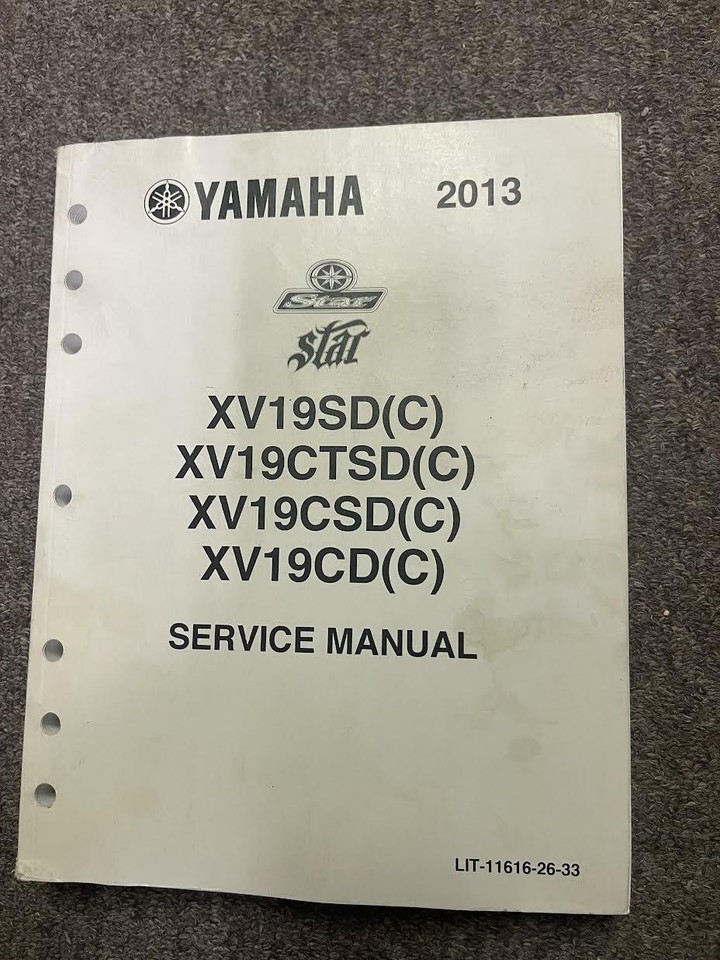 YAMAHA 2013
Star
star
XV19SD(C)
XV19CTSD(C)
XV19CSD(C)
XV19CD(C)
SERVICE MANUAL
LIT-11616-26-33